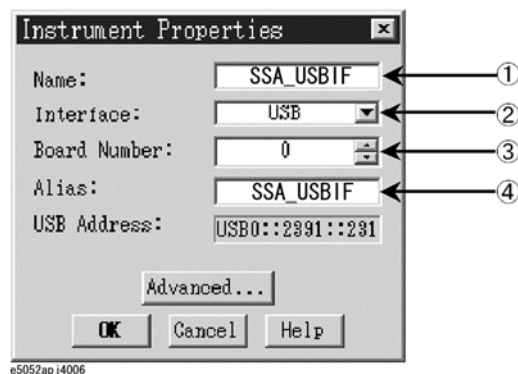 Instrument Properties ×
Name: SSA_USBIF ①
Interface: USB ②
Board Number: 0 ③
Alias: SSA_USBIF ④
USB Address: USB0::2391::231
Advanced...
OK Cancel Help
e5052apj4006